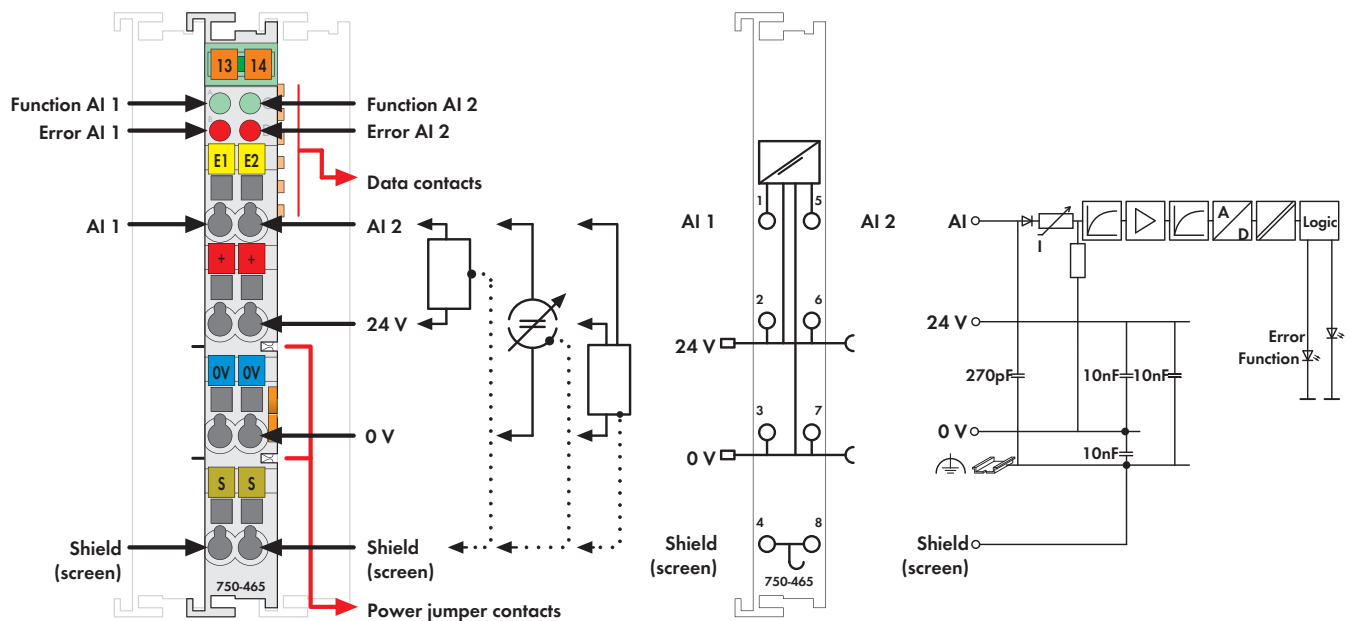 13 14
Function AI 1
Function AI 2
Error AI 1
Error AI 2
E1 E2
Data contacts
AI 1
AI 2
+ +
24 V
0V 0V
0 V
S S
Shield
(screen)
Shield
(screen)
750-465
Power jumper contacts
1 5
AI 1
AI 2
2 6
24 V
3 7
0 V
4 8
Shield
(screen)
750-465
AI
I
A
D
Logic
24 V
Error
Function
270pF
10nF
10nF
0 V
10nF
Shield
(screen)